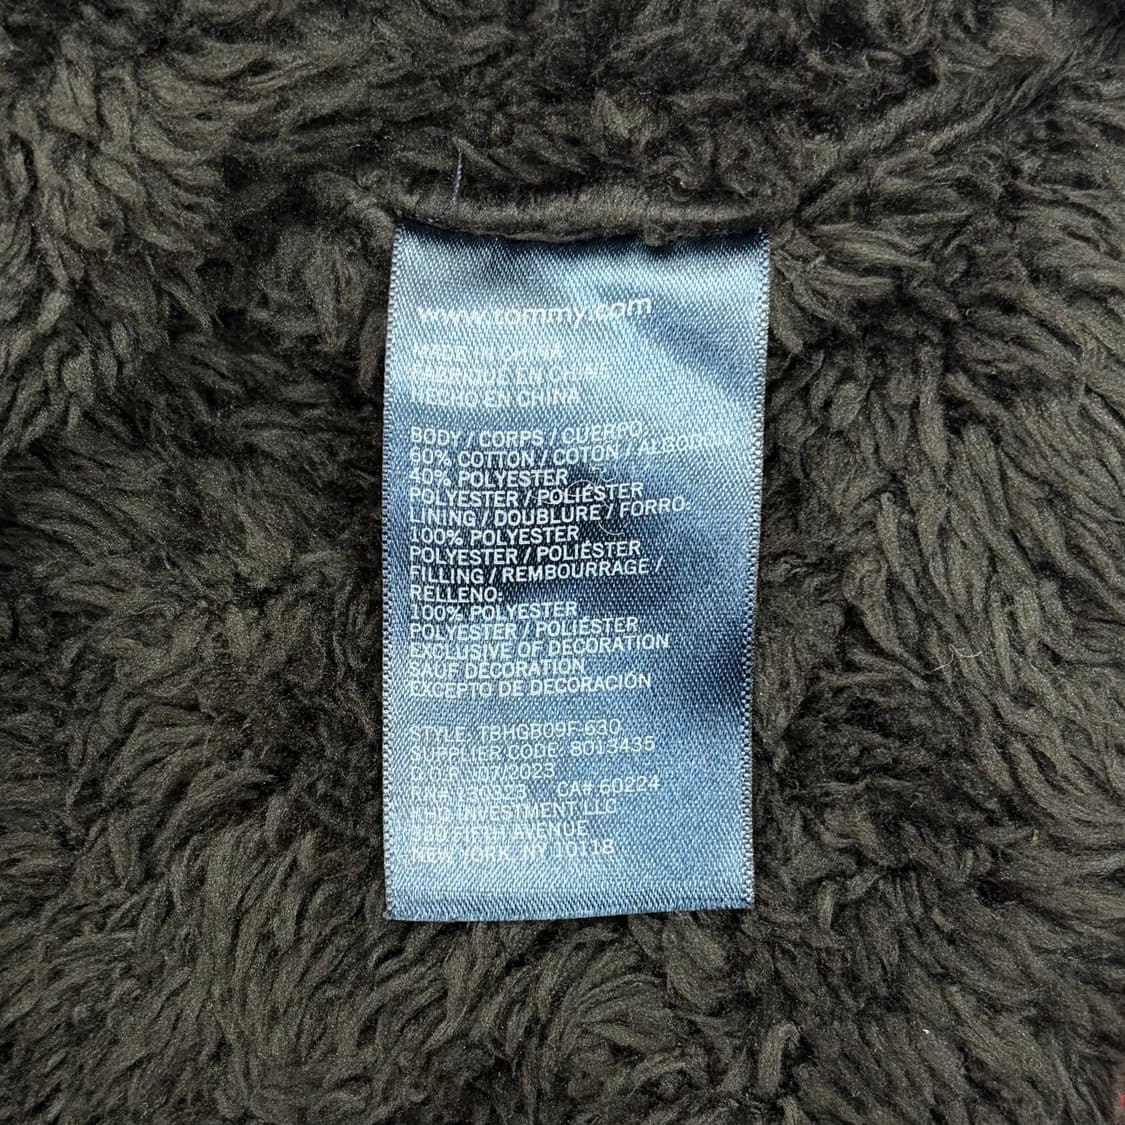 www.tommy.com
MADE IN CHINA
FABRIQUÉ EN CHINE
HECHO EN CHINA
BODY / CORPS / CUERPO:
60% COTTON / COTON / ALGODÓN
40% POLYESTER
POLYESTER / POLIÉSTER
LINING / DOUBLURE / FORRO:
100% POLYESTER
POLYESTER / POLIÉSTER
FILLING / REMBOURRAGE /
RELLENO:
100% POLYESTER
POLYESTER / POLIÉSTER
EXCLUSIVE OF DECORATION
SAUF DÉCORATION
EXCEPTO DE DECORACIÓN
STYLE: TBHGB09F-630
SUPPLIER CODE: 8013435
07/2023
CA# 60224
INVESTMENT LLC
FIFTH AVENUE
NEW YORK, NY 10118